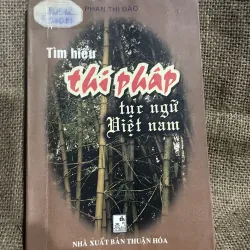 PHAN THỊ ĐÀO
Tìm hiểu
thi pháp
tục ngữ
Việt nam
NHÀ XUẤT BẢN THUẬN HÓA